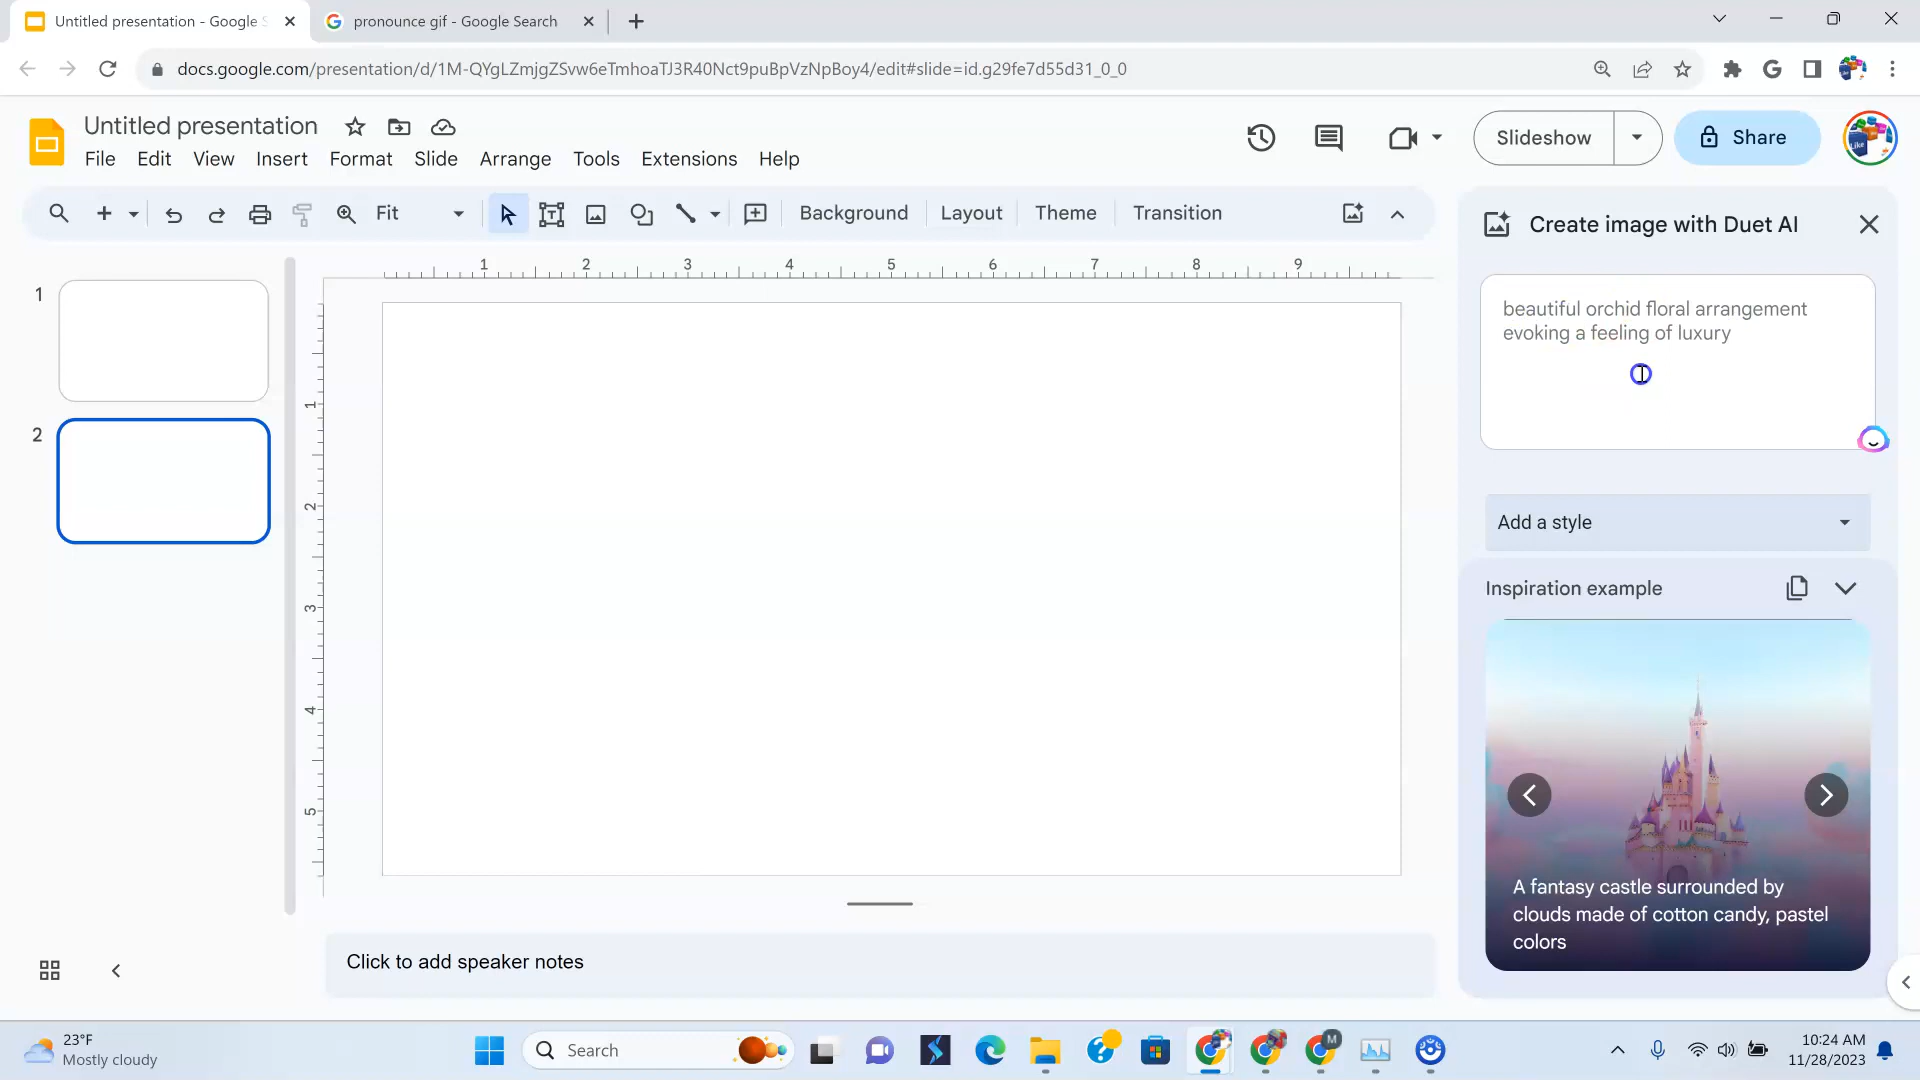 Untitled presentation - Google S
pronounce gif - Google Search
docs.google.com/presentation/d/1M-QYgLZmjgZSvw6eTmhoaTJ3R40Nct9puBpVzNpBoy4/edit#slide=id.g29fe7d55d31_0_0
Untitled presentation
Slideshow
Share
File Edit View Insert Format Slide Arrange Tools Extensions Help
Fit
Background Layout Theme Transition
Create image with Duet AI
1 2 3 4 5 6 7 8 9
1
2
1
2
3
4
5
beautiful orchid floral arrangement
evoking a feeling of luxury
Add a style
Inspiration example
A fantasy castle surrounded by
clouds made of cotton candy, pastel
colors
Click to add speaker notes
23°F
Mostly cloudy
Search
M
10:24 AM
11/28/2023